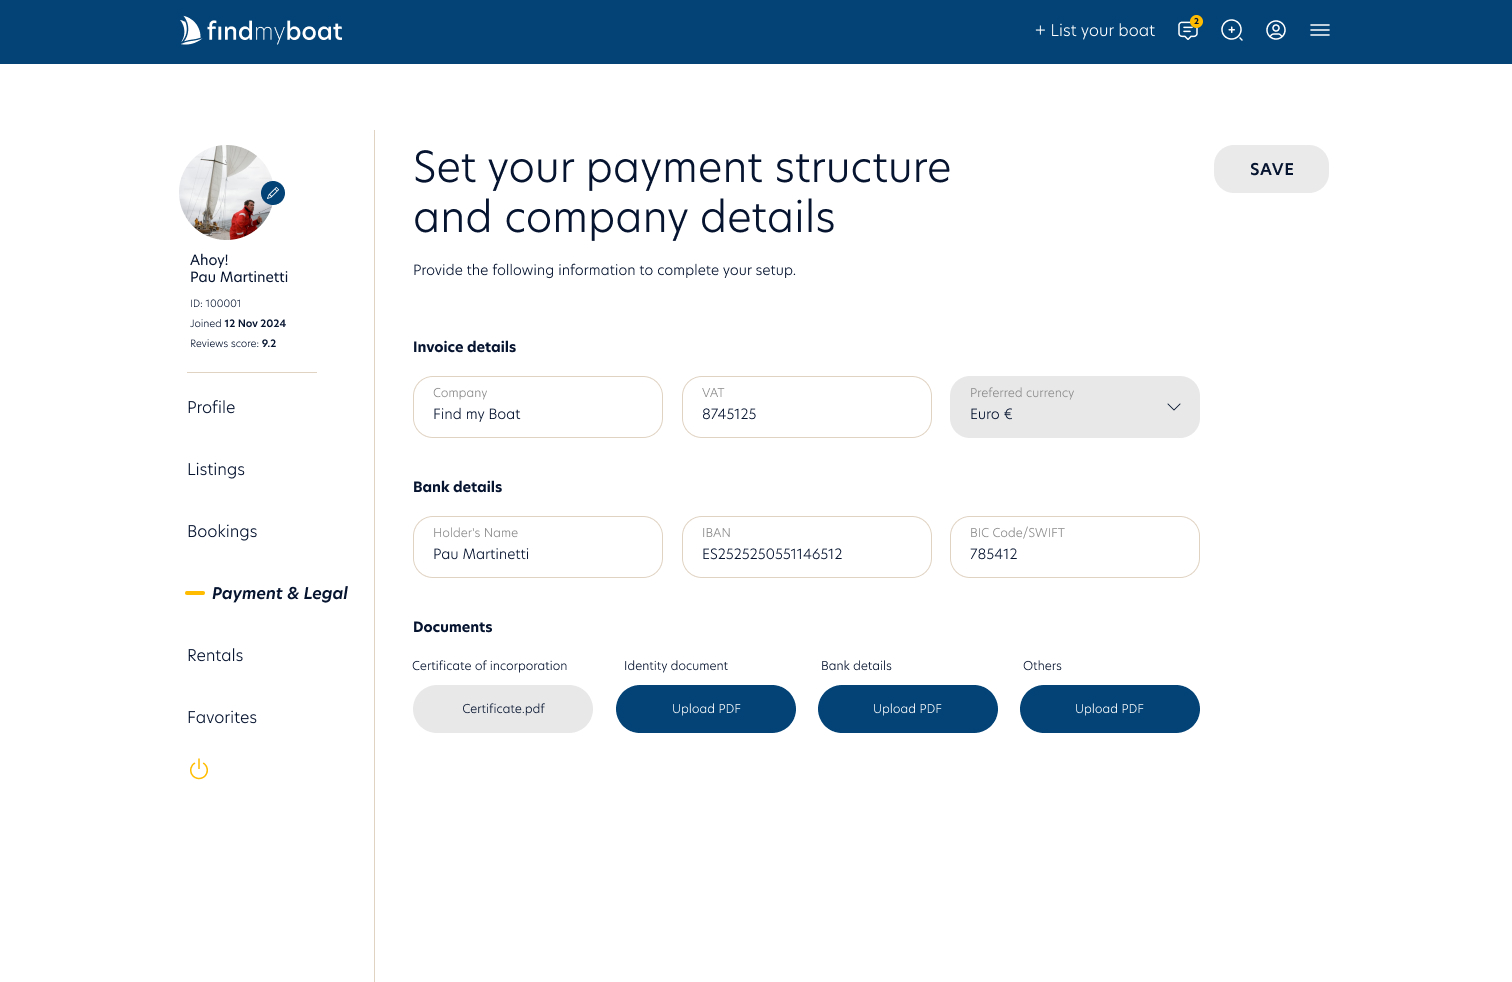 findmyboat
+ List your boat
2
Ahoy!
Pau Martinetti
ID: 100001
Joined 12 Nov 2024
Reviews score: 9.2
Profile
Listings
Bookings
Payment & Legal
Rentals
Favorites
Set your payment structure
and company details
SAVE
Provide the following information to complete your setup.
Invoice details
Company
Find my Boat
VAT
8745125
Preferred currency
Euro €
Bank details
Holder's Name
Pau Martinetti
IBAN
ES2525250551146512
BIC Code/SWIFT
785412
Documents
Certificate of incorporation
Identity document
Bank details
Others
Certificate.pdf
Upload PDF
Upload PDF
Upload PDF